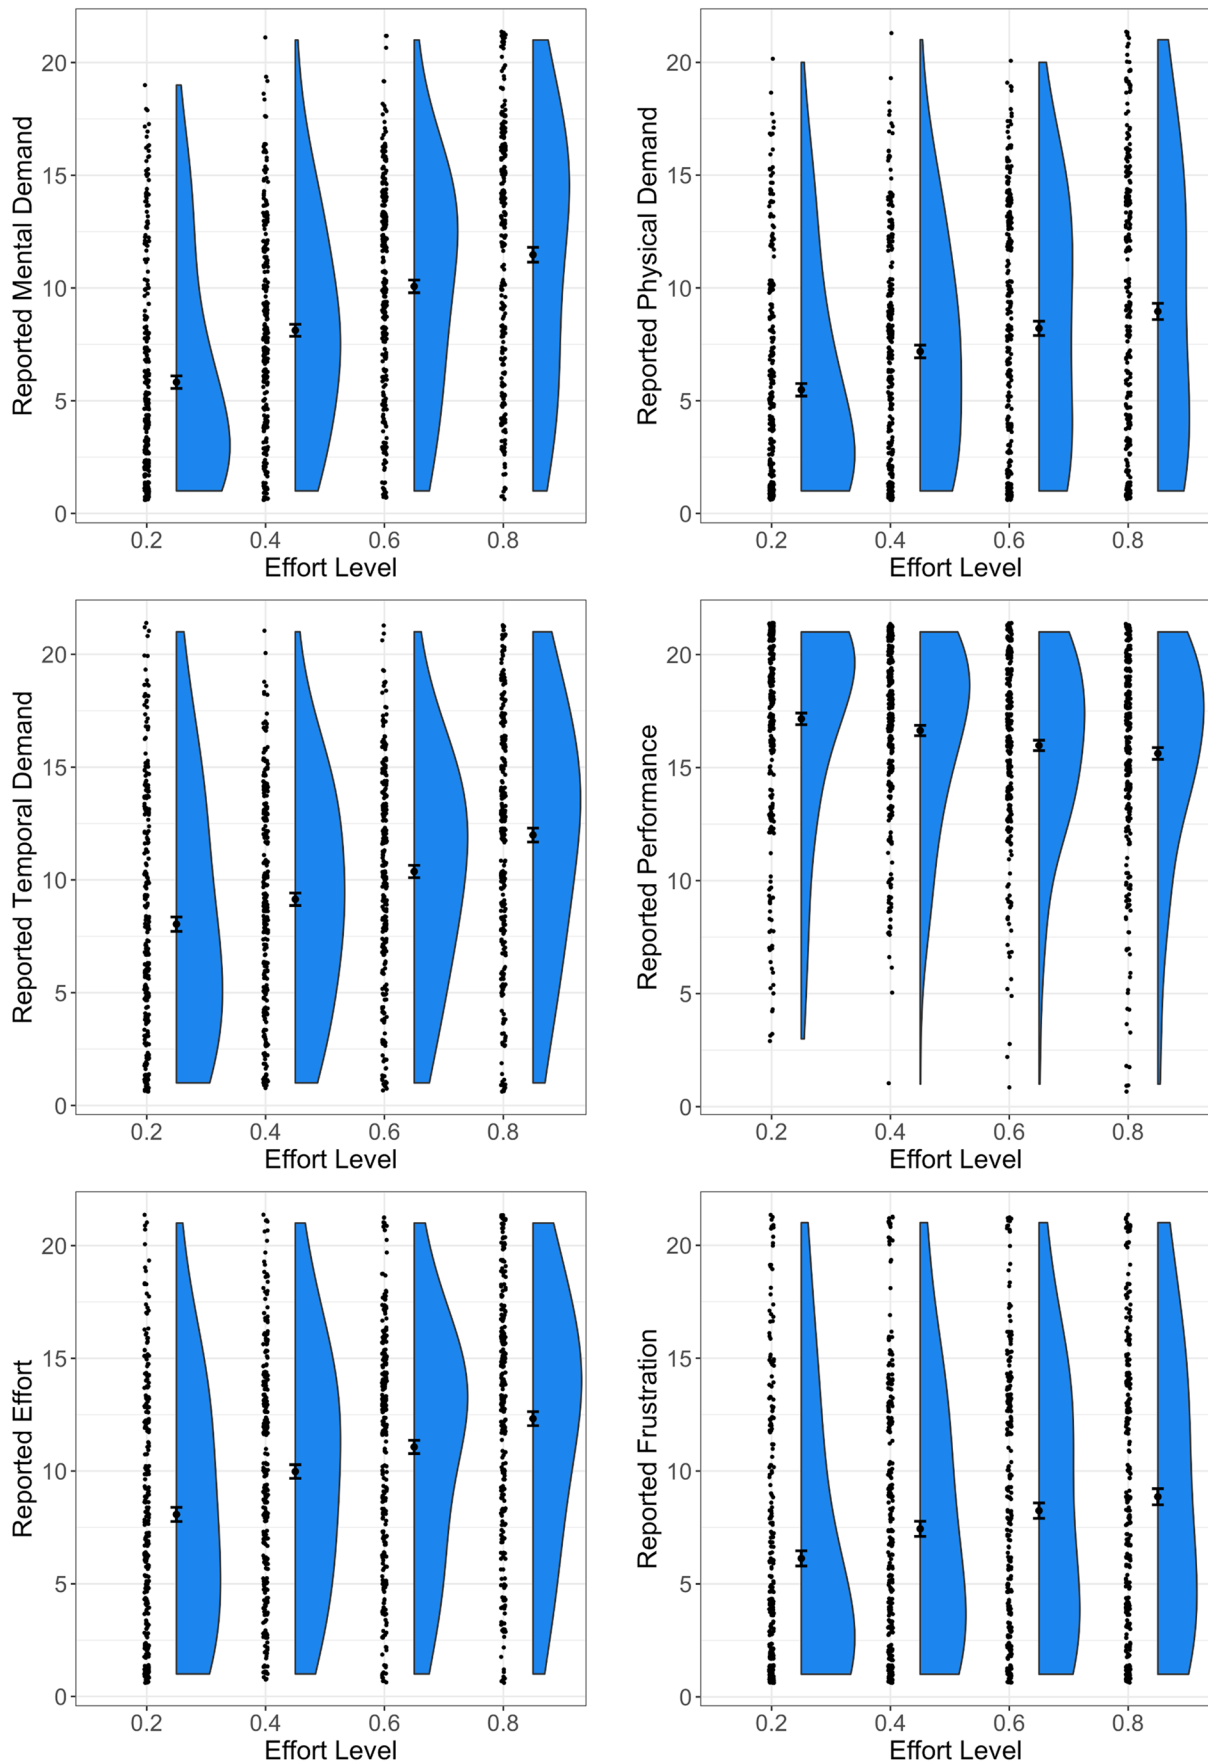 Reported Mental Demand
20
15
10
5
0
0.2 0.4 0.6 0.8
Effort Level
Reported Physical Demand
20
15
10
5
0
0.2 0.4 0.6 0.8
Effort Level
Reported Temporal Demand
20
15
10
5
0
0.2 0.4 0.6 0.8
Effort Level
Reported Performance
20
15
10
5
0
0.2 0.4 0.6 0.8
Effort Level
Reported Effort
20
15
10
5
0
0.2 0.4 0.6 0.8
Effort Level
Reported Frustration
20
15
10
5
0
0.2 0.4 0.6 0.8
Effort Level